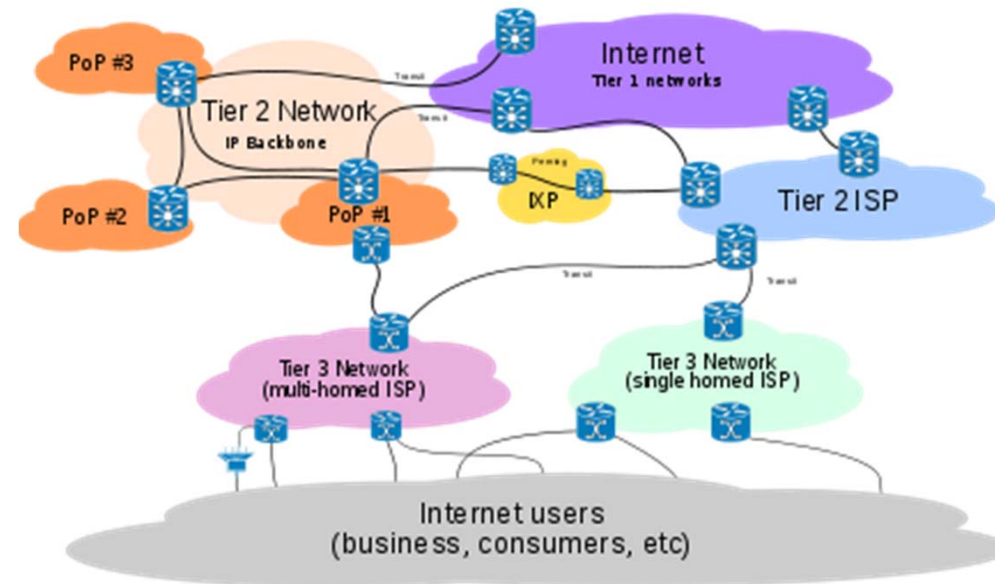 PoP #3
Internet
Tier 1 networks
Transit
Tier 2 Network
IP Backbone
Transit
Peering
IXP
Tier 2 ISP
PoP #2
PoP #1
Transit
Transit
Tier 3 Network
(multi-homed ISP)
Tier 3 Network
(single homed ISP)
Internet users
(business, consumers, etc)